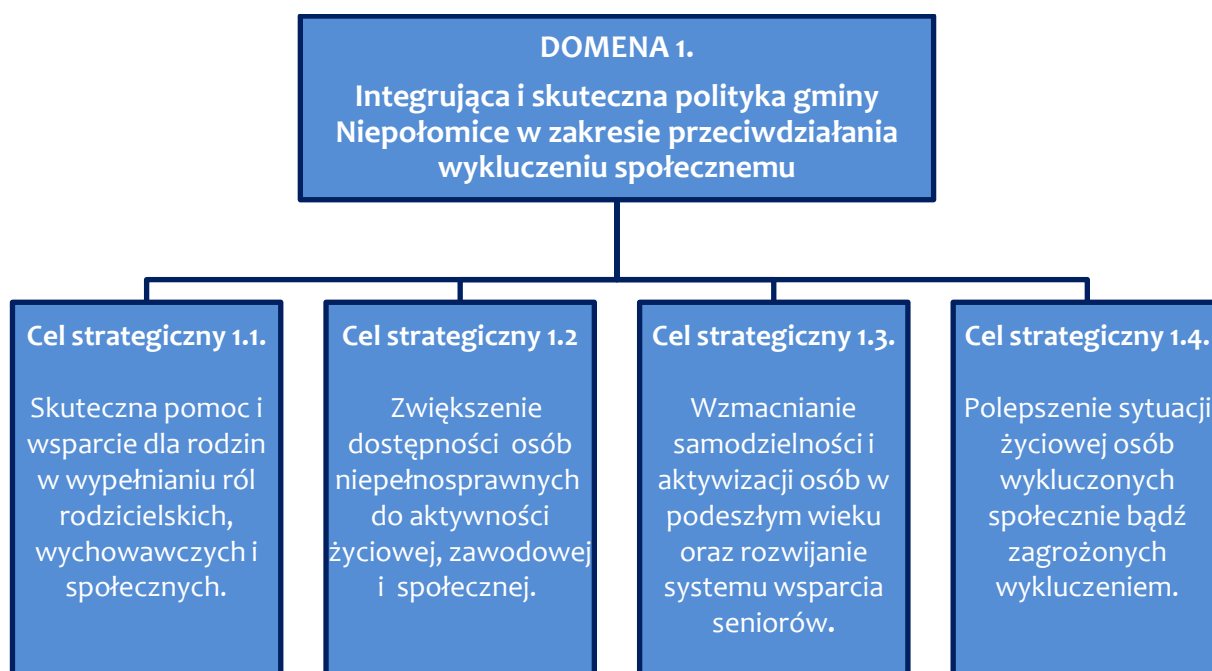 DOMENA 1.
Integrująca i skuteczna polityka gminy
Niepołomice w zakresie przeciwdziałania
wykluczeniu społecznemu
Cel strategiczny 1.1.
Skuteczna pomoc i
wsparcie dla rodzin
w wypełnianiu ról
rodzicielskich,
wychowawczych i
społecznych.
Cel strategiczny 1.2
Zwiększenie
dostępności osób
niepełnosprawnych
do aktywności
życiowej, zawodowej
i społecznej.
Cel strategiczny 1.3.
Wzmacnianie
samodzielności i
aktywizacji osób w
podeszłym wieku
oraz rozwijanie
systemu wsparcia
seniorów.
Cel strategiczny 1.4.
Polepszenie sytuacji
życiowej osób
wykluczonych
społecznie bądź
zagrożonych
wykluczeniem.